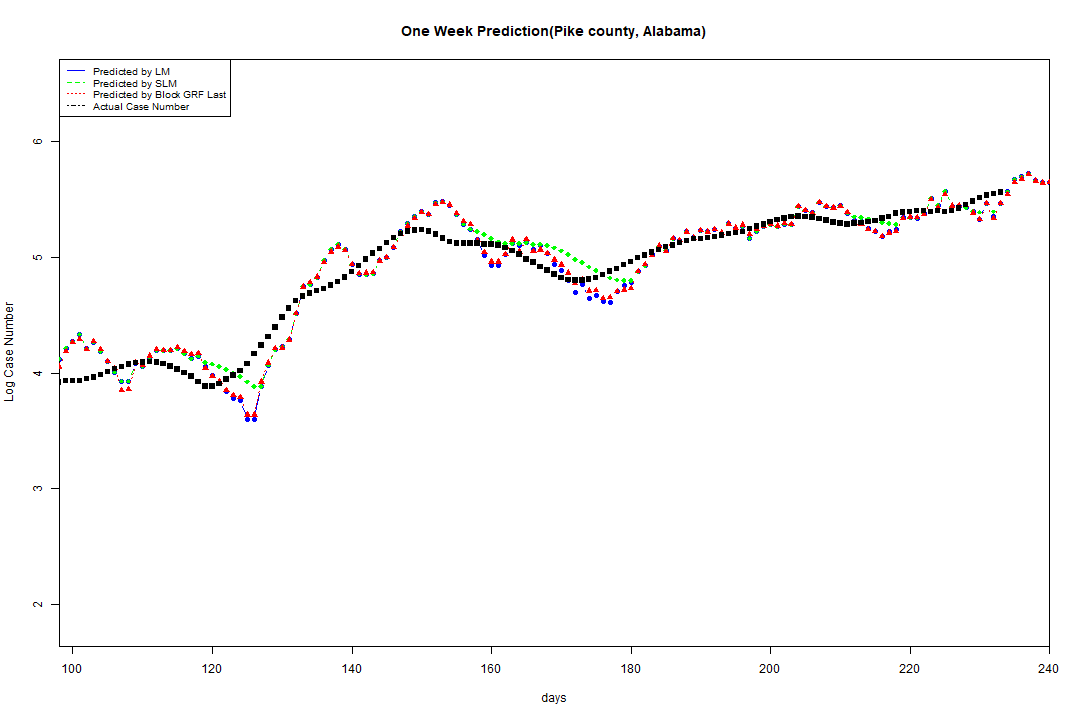 One Week Prediction(Pike county, Alabama)
Predicted by LM
Predicted by SLM
Predicted by Block GRF Last
Actual Case Number
Log Case Number
6
5
4
3
2
100 120 140 160 180 200 220 240
days